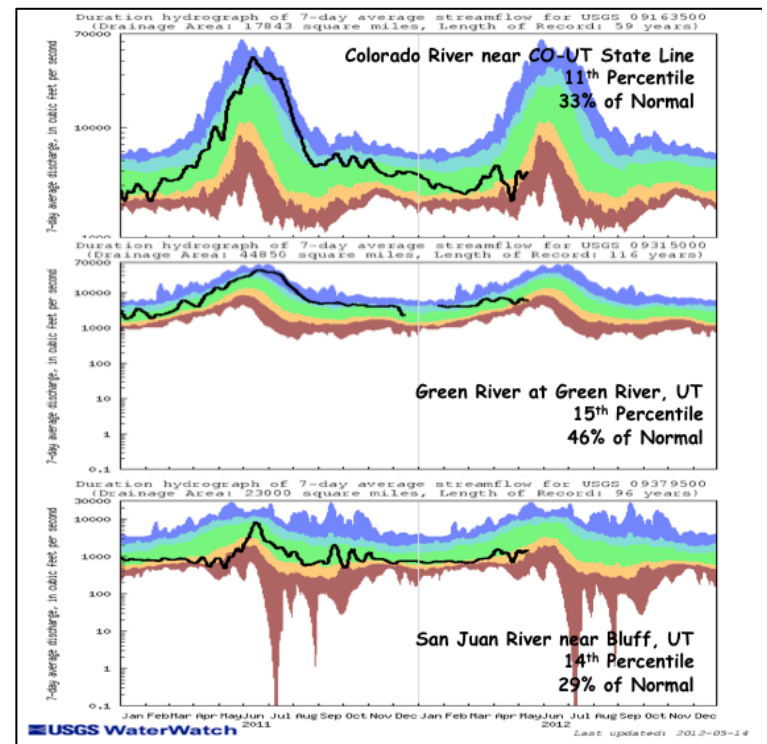 Duration hydrograph of 7-day average streamflow for USGS 09163500
(Drainage Area: 17843 square miles, Length of Record: 59 years)
70000
10000
1000
7-day average discharge, in cubic feet per second
Colorado River near CO-UT State Line
11th Percentile
33% of Normal
Duration hydrograph of 7-day average streamflow for USGS 09315000
(Drainage Area: 44850 square miles, Length of Record: 116 years)
70000
10000
1000
100
10
1
0.1
7-day average discharge, in cubic feet per second
Green River at Green River, UT
15th Percentile
46% of Normal
Duration hydrograph of 7-day average streamflow for USGS 09379500
(Drainage Area: 23000 square miles, Length of Record: 96 years)
30000
10000
1000
100
10
1
0.1
7-day average discharge, in cubic feet per second
San Juan River near Bluff, UT
14th Percentile
29% of Normal
Jan Feb Mar Apr May Jun Jul Aug Sep Oct Nov Dec Jan Feb Mar Apr May Jun Jul Aug Sep Oct Nov Dec
2011 2012
USGS WaterWatch
Last updated: 2012-05-14